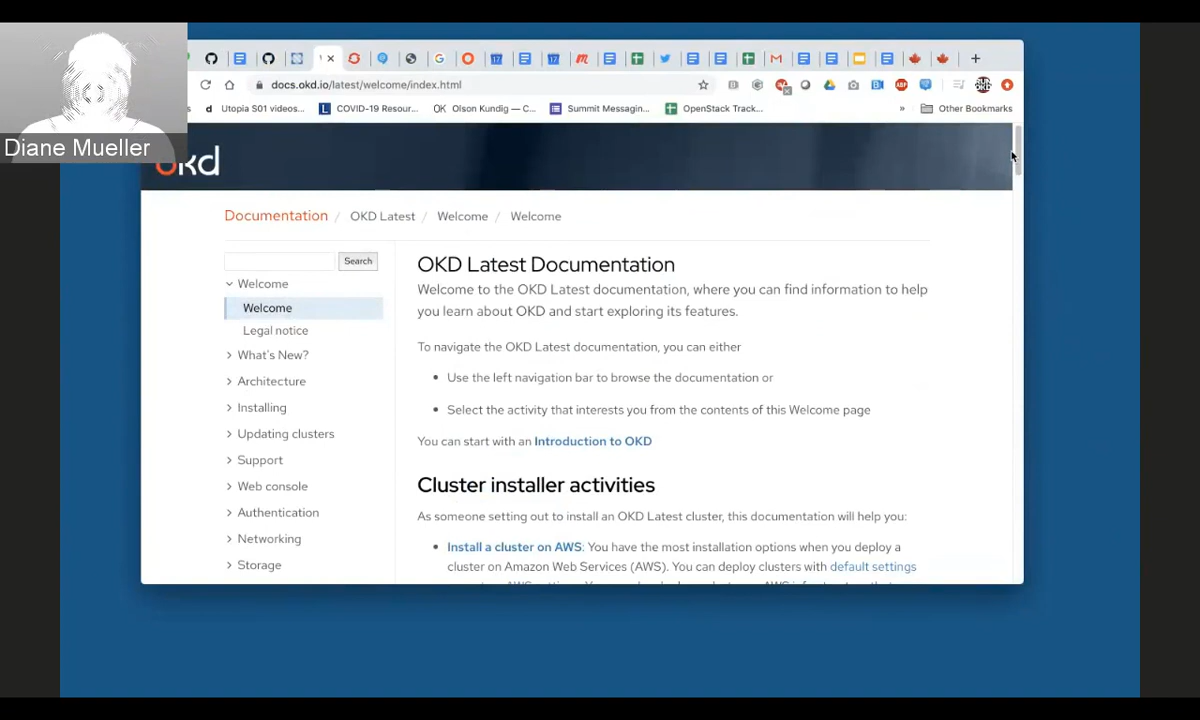 Diane Mueller
docs.okd.io/latest/welcome/index.html
Utopia S01 videos...
COVID-19 Resour...
OK Olson Kundig — C...
Summit Messagin...
OpenStack Track...
»
Other Bookmarks
okd
Documentation / OKD Latest / Welcome / Welcome
Search
Welcome
Welcome
Legal notice
What's New?
Architecture
Installing
Updating clusters
Support
Web console
Authentication
Networking
Storage
OKD Latest Documentation
Welcome to the OKD Latest documentation, where you can find information to help
you learn about OKD and start exploring its features.
To navigate the OKD Latest documentation, you can either
• Use the left navigation bar to browse the documentation or
• Select the activity that interests you from the contents of this Welcome page
You can start with an Introduction to OKD
Cluster installer activities
As someone setting out to install an OKD Latest cluster, this documentation will help you:
• Install a cluster on AWS: You have the most installation options when you deploy a
cluster on Amazon Web Services (AWS). You can deploy clusters with default settings